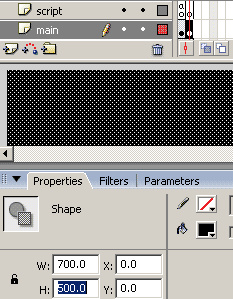 script
main
Properties Filters Parameters
Shape
W: 700.0 X: 0.0
H: 500.0 Y: 0.0